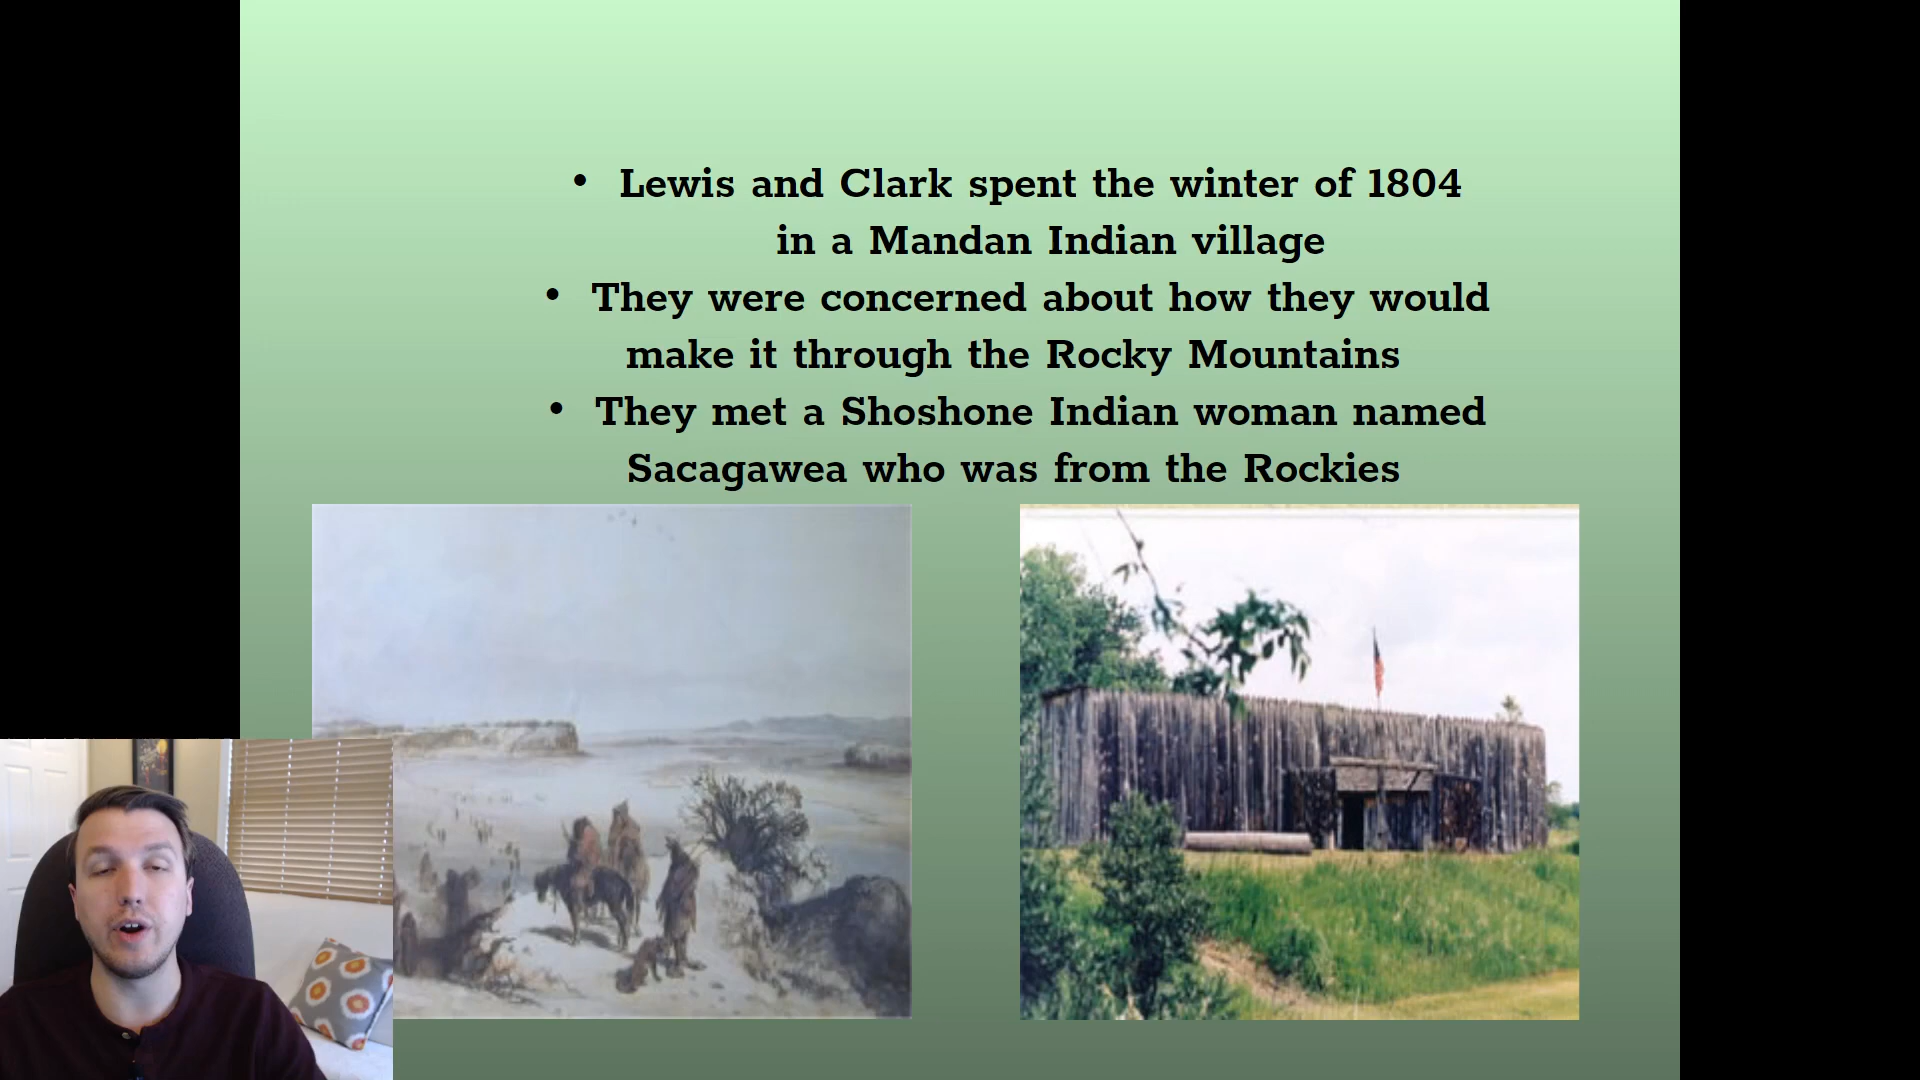 • Lewis and Clark spent the winter of 1804
in a Mandan Indian village
• They were concerned about how they would
make it through the Rocky Mountains
• They met a Shoshone Indian woman named
Sacagawea who was from the Rockies